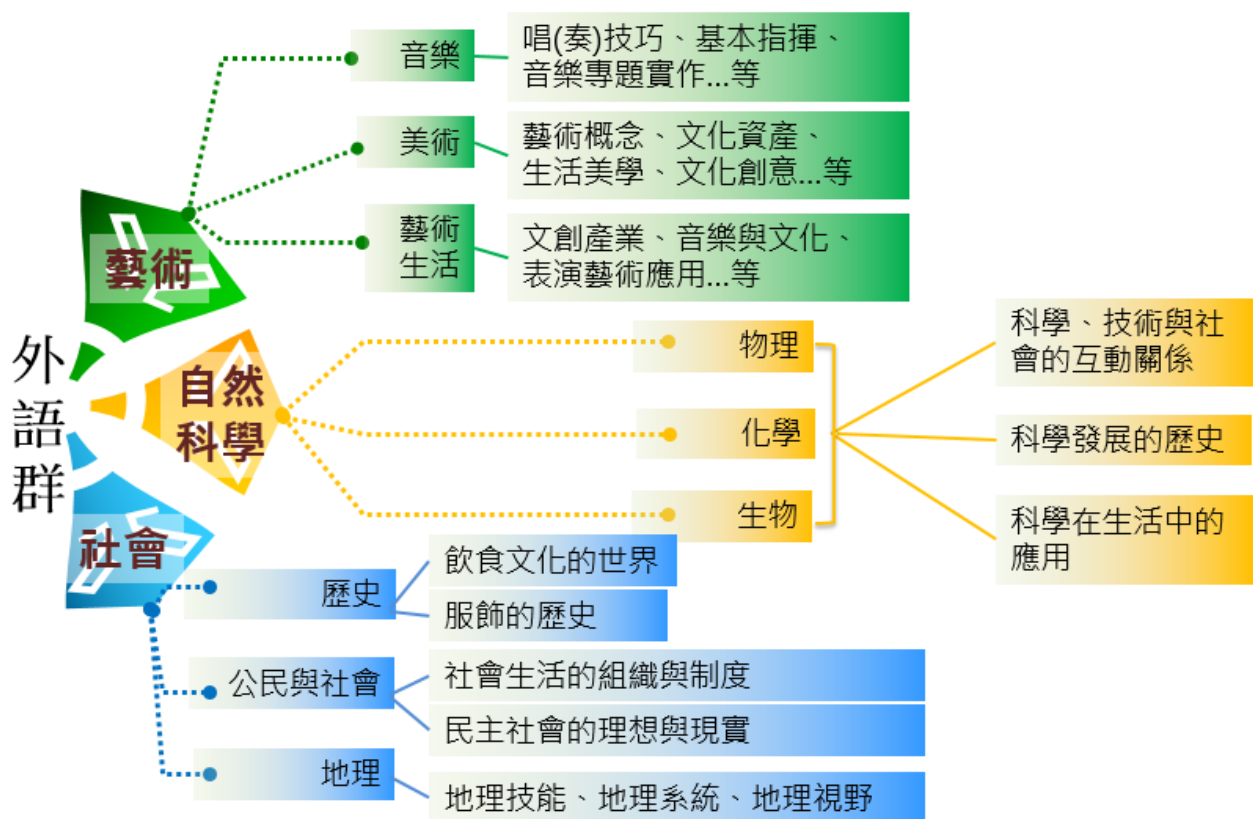 外語群
藝術
音樂
唱(奏)技巧、基本指揮、
音樂專題實作...等
美術
藝術概念、文化資產、
生活美學、文化創意...等
藝術
生活
文創產業、音樂與文化、
表演藝術應用...等
自然
科學
物理
化學
生物
科學、技術與社
會的互動關係
科學發展的歷史
科學在生活中的
應用
社會
歷史
飲食文化的世界
服飾的歷史
公民與社會
社會生活的組織與制度
民主社會的理想與現實
地理
地理技能、地理系統、地理視野